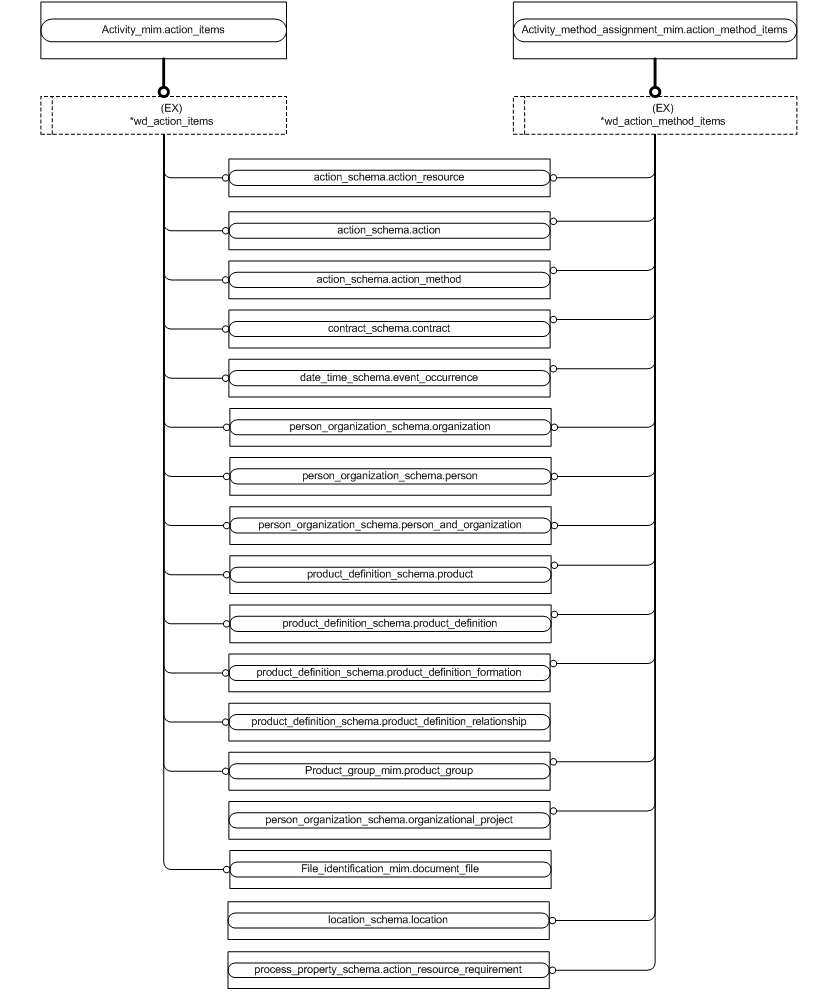 Activity_mim.action_items
Activity_method_assignment_mim.action_method_items
(EX)
*wd_action_items
(EX)
*wd_action_method_items
action_schema.action_resource
action_schema.action
action_schema.action_method
contract_schema.contract
date_time_schema.event_occurrence
person_organization_schema.organization
person_organization_schema.person
person_organization_schema.person_and_organization
product_definition_schema.product
product_definition_schema.product_definition
product_definition_schema.product_definition_formation
product_definition_schema.product_definition_relationship
Product_group_mim.product_group
person_organization_schema.organizational_project
File_identification_mim.document_file
location_schema.location
process_property_schema.action_resource_requirement